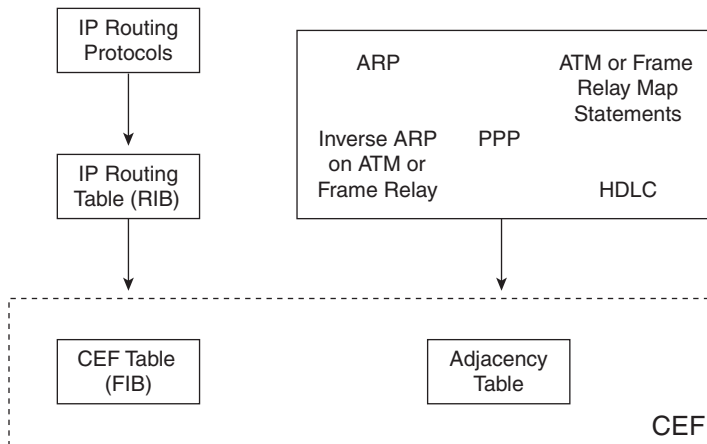 IP Routing
Protocols
ARP
ATM or Frame
Relay Map
Statements
Inverse ARP
on ATM or
Frame Relay
PPP
HDLC
IP Routing
Table (RIB)
CEF Table
(FIB)
Adjacency
Table
CEF